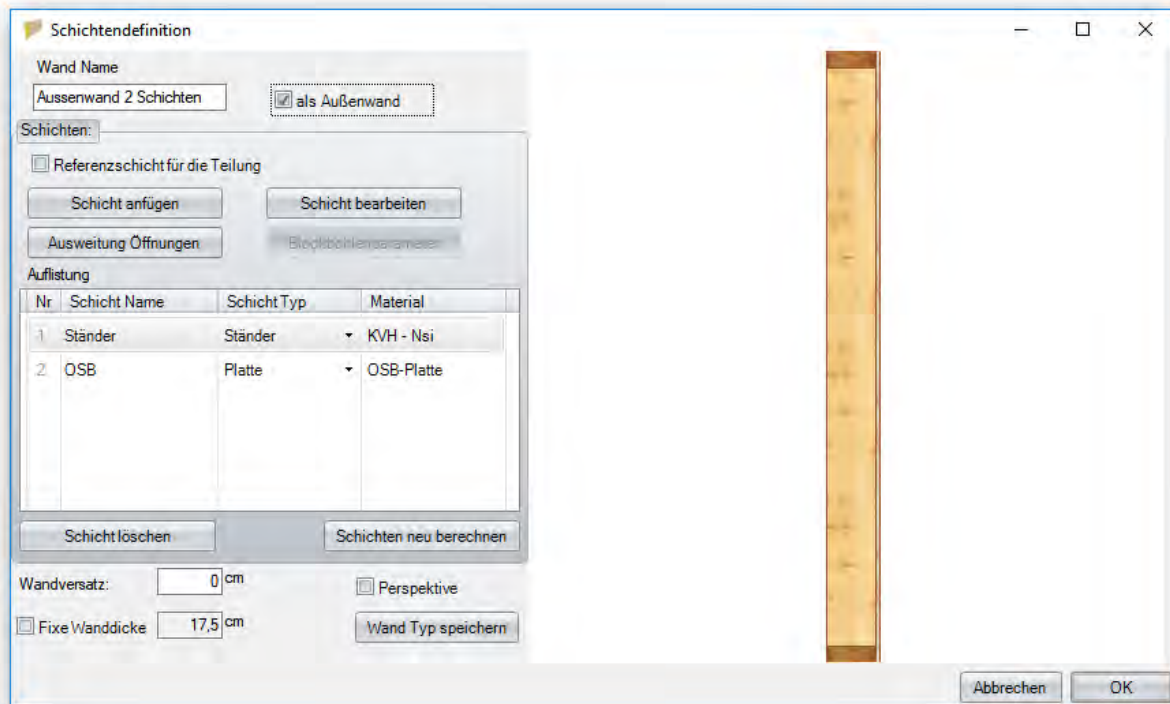 Schichtendefinition
Wand Name
Aussenwand 2 Schichten
als Außenwand
Schichten:
Referenzschicht für die Teilung
Schicht anfügen
Schicht bearbeiten
Ausweitung Öffnungen
Blockbohlenparameter
Auflistung
Nr Schicht Name Schicht Typ Material
1 Ständer Ständer KVH - Nsi
2 OSB Platte OSB-Platte
Schicht löschen
Schichten neu berechnen
Wandversatz: 0 cm
Perspektive
Fixe Wanddicke 17,5 cm
Wand Typ speichern
Abbrechen
OK